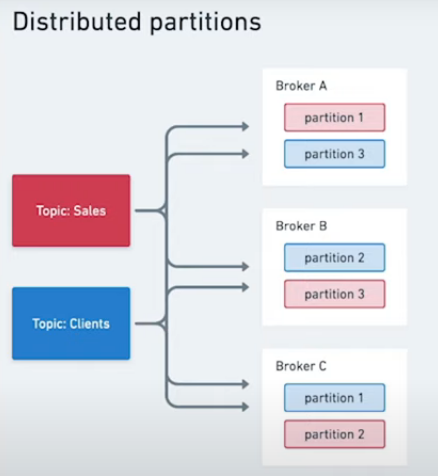 Distributed partitions
Topic: Sales
Topic: Clients
Broker A
partition 1
partition 3
Broker B
partition 2
partition 3
Broker C
partition 1
partition 2